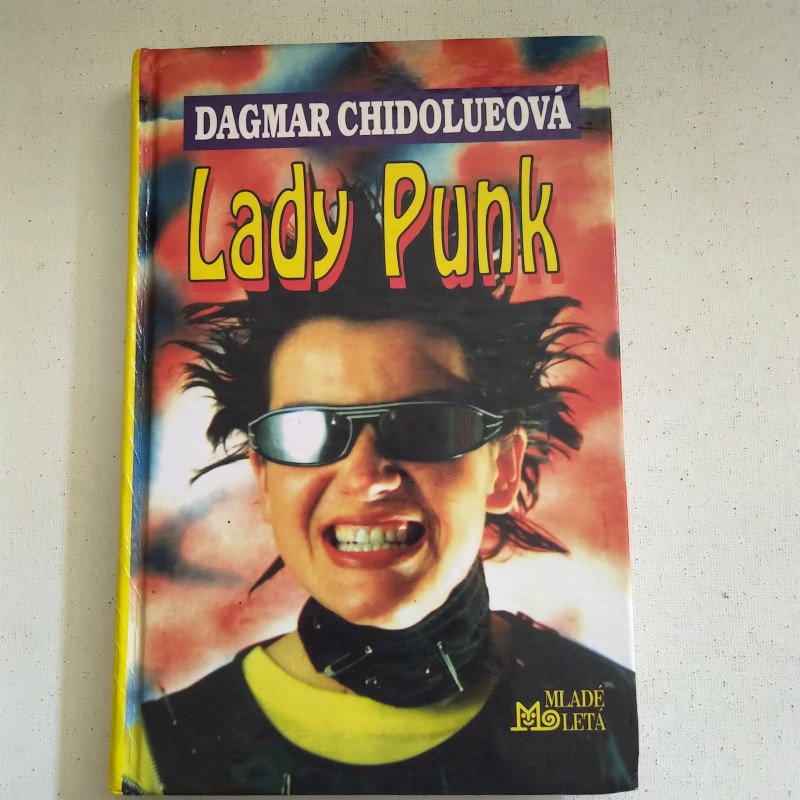 DAGMAR CHIDOLUEOVÁ
Lady Punk
MLADÉ
LETÁ